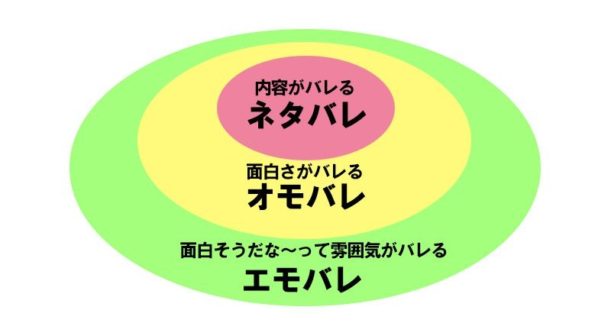 内容がバレる
ネタバレ
面白さがバレる
オモバレ
面白そうだな～って雰囲気がバレる
エモバレ